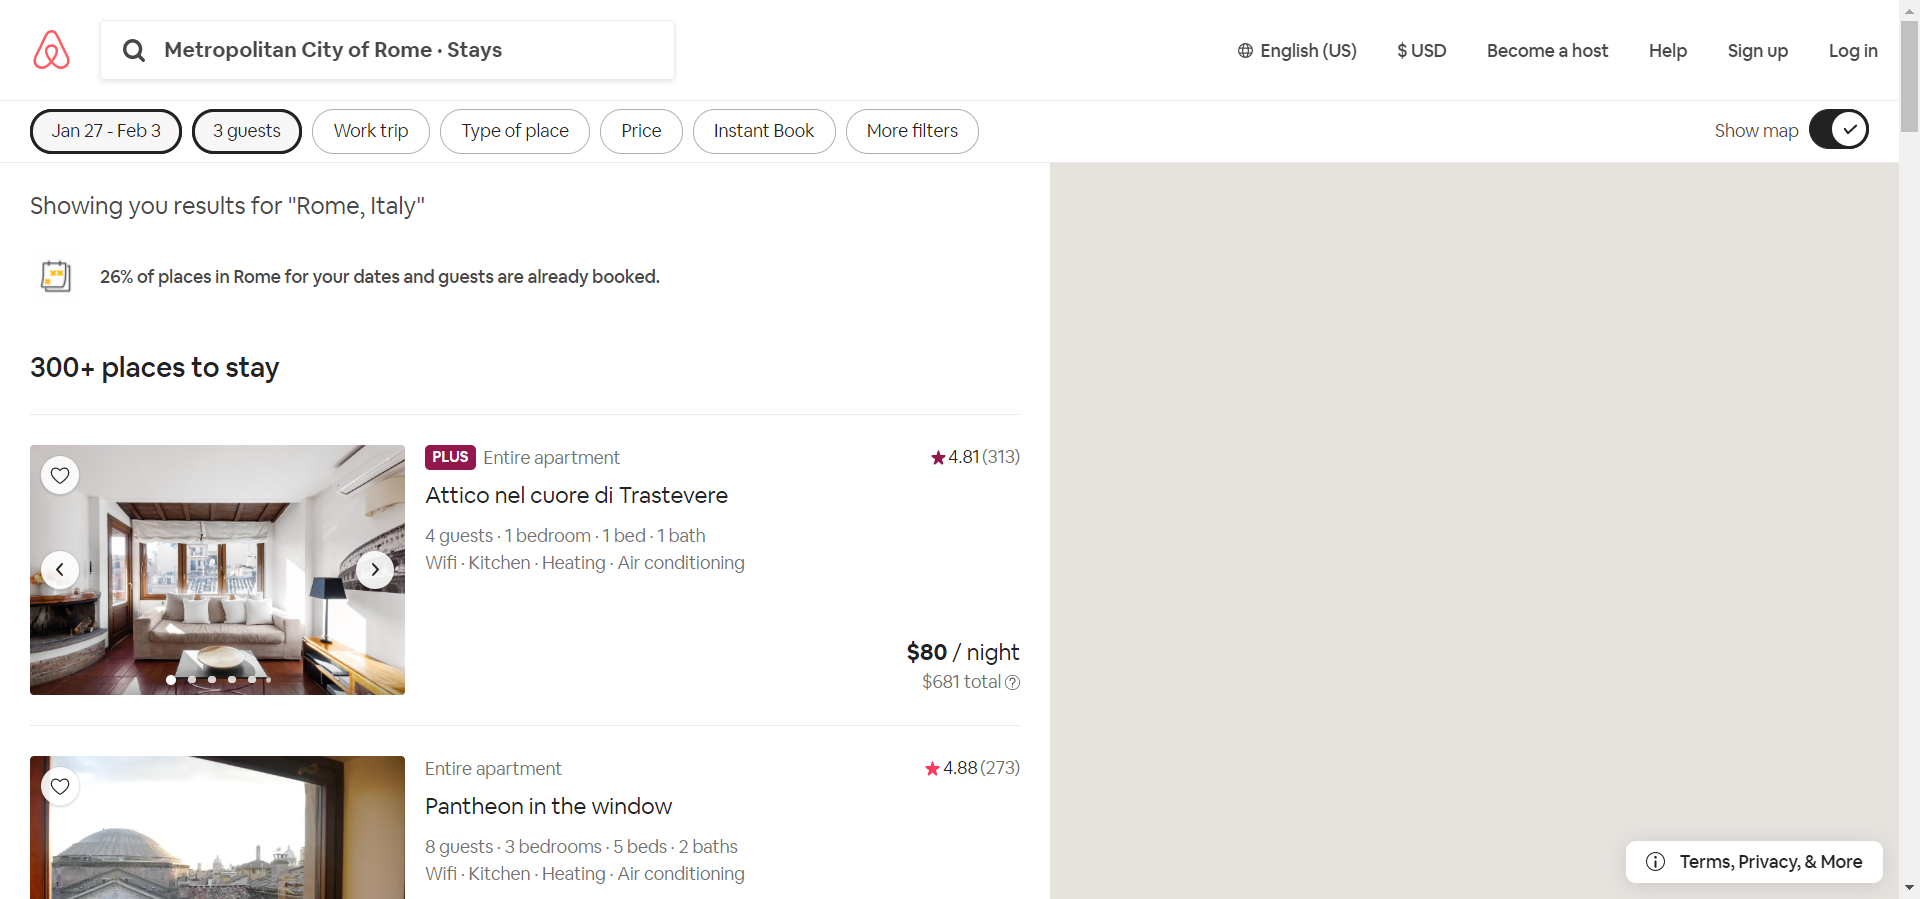 Metropolitan City of Rome · Stays
English (US)
$ USD
Become a host
Help
Sign up
Log in
Jan 27 - Feb 3
3 guests
Work trip
Type of place
Price
Instant Book
More filters
Show map
Showing you results for "Rome, Italy"
26% of places in Rome for your dates and guests are already booked.
300+ places to stay
PLUS Entire apartment
4.81 (313)
Attico nel cuore di Trastevere
4 guests · 1 bedroom · 1 bed · 1 bath
Wifi · Kitchen · Heating · Air conditioning
$80 / night
$681 total
Entire apartment
4.88 (273)
Pantheon in the window
8 guests · 3 bedrooms · 5 beds · 2 baths
Wifi · Kitchen · Heating · Air conditioning
Terms, Privacy, & More